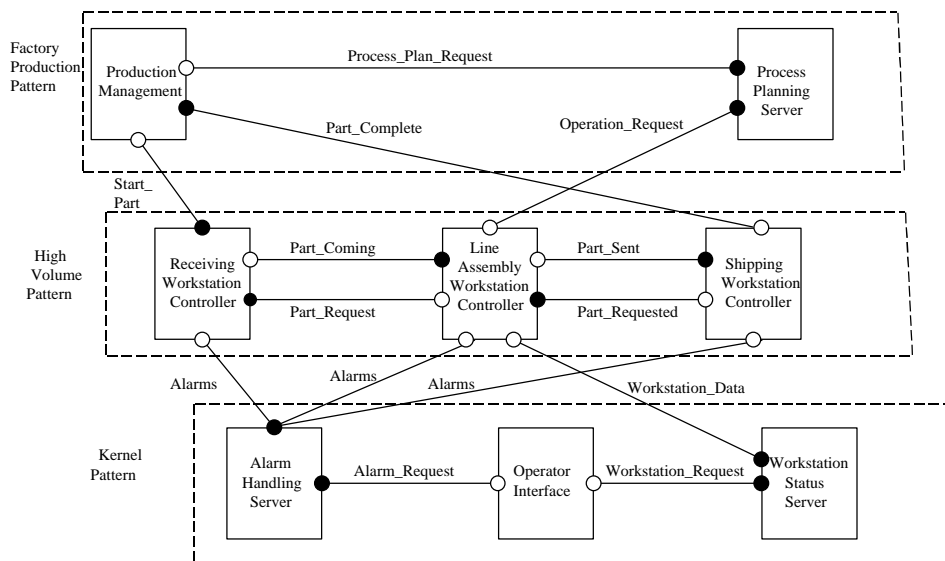 Factory
Production
Pattern
Production
Management
Process_Plan_Request
Process
Planning
Server
Part_Complete
Operation_Request
Start_
Part
High
Volume
Pattern
Receiving
Workstation
Controller
Part_Coming
Part_Request
Line
Assembly
Workstation
Controller
Part_Sent
Part_Requested
Shipping
Workstation
Controller
Alarms
Alarms
Alarms
Workstation_Data
Kernel
Pattern
Alarm
Handling
Server
Alarm_Request
Operator
Interface
Workstation_Request
Workstation
Status
Server